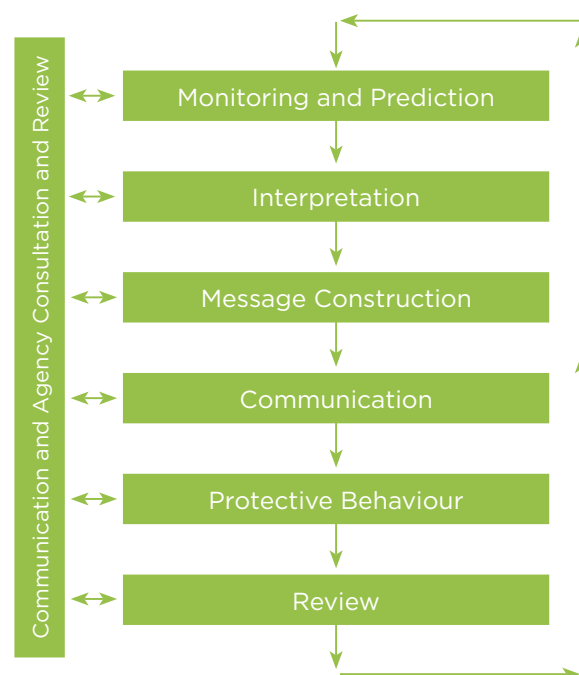 Communication and Agency Consultation and Review
Monitoring and Prediction
Interpretation
Message Construction
Communication
Protective Behaviour
Review